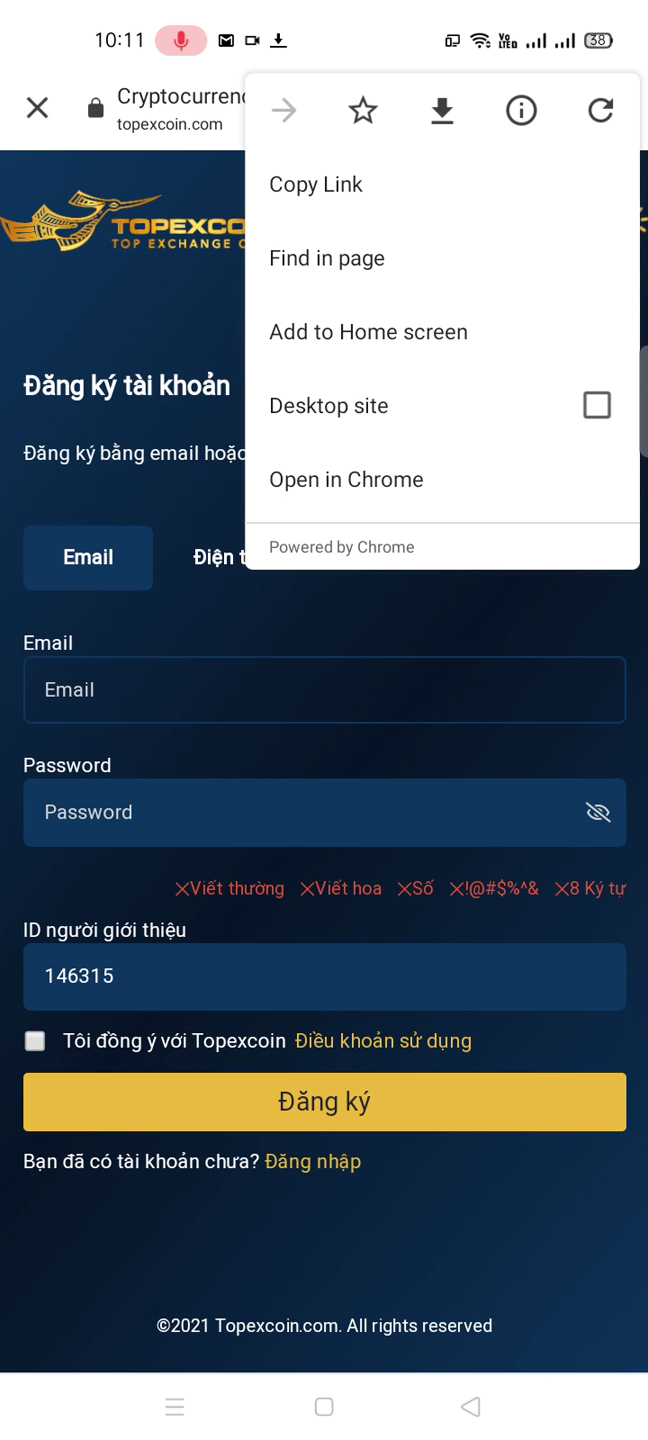 10:11
VoLTED
38
Cryptocurrenc
topexcoin.com
TOPEXCO
TOP EXCHANGE C
Copy Link
Find in page
Add to Home screen
Desktop site
Open in Chrome
Powered by Chrome
Đăng ký tài khoản
Đăng ký bằng email hoặc
Email
Điện t
Email
Email
Password
Password
Viết thường Viết hoa Số !@#$%^& 8 Ký tự
ID người giới thiệu
146315
Tôi đồng ý với Topexcoin Điều khoản sử dụng
Đăng ký
Bạn đã có tài khoản chưa? Đăng nhập
©2021 Topexcoin.com. All rights reserved